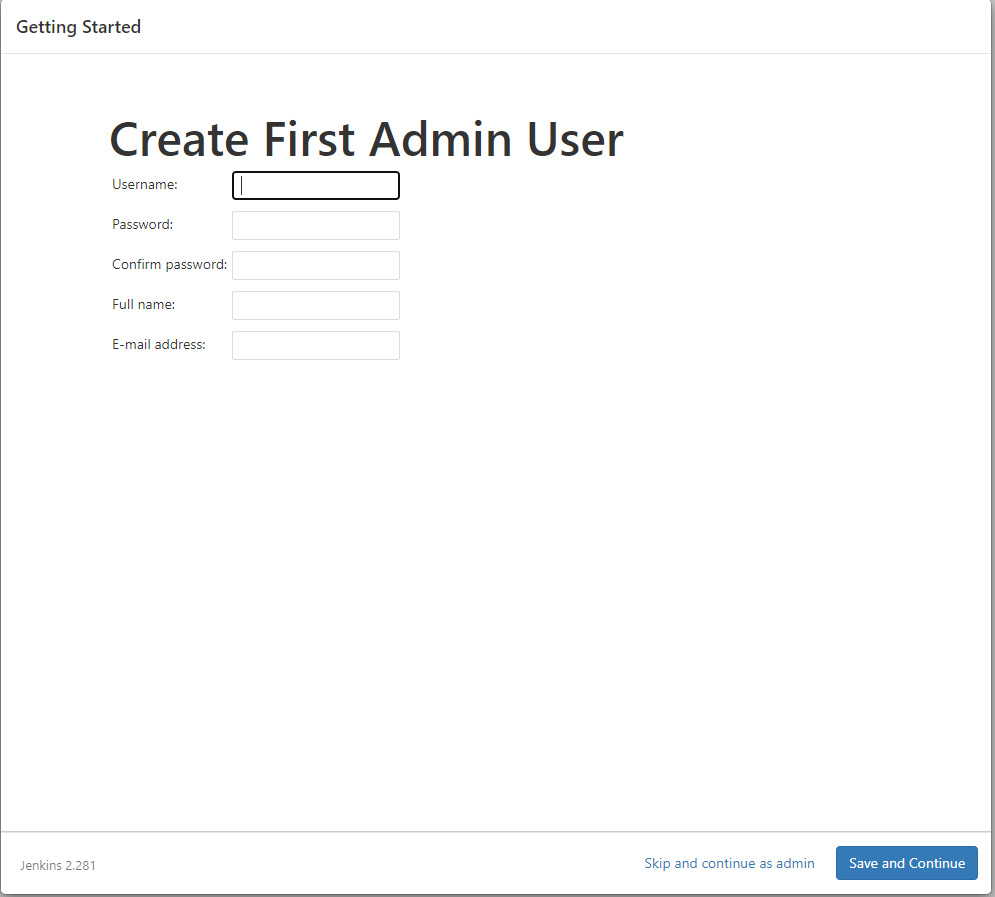 Getting Started
Create First Admin User
Username:
Password:
Confirm password:
Full name:
E-mail address:
Jenkins 2.281
Skip and continue as admin
Save and Continue